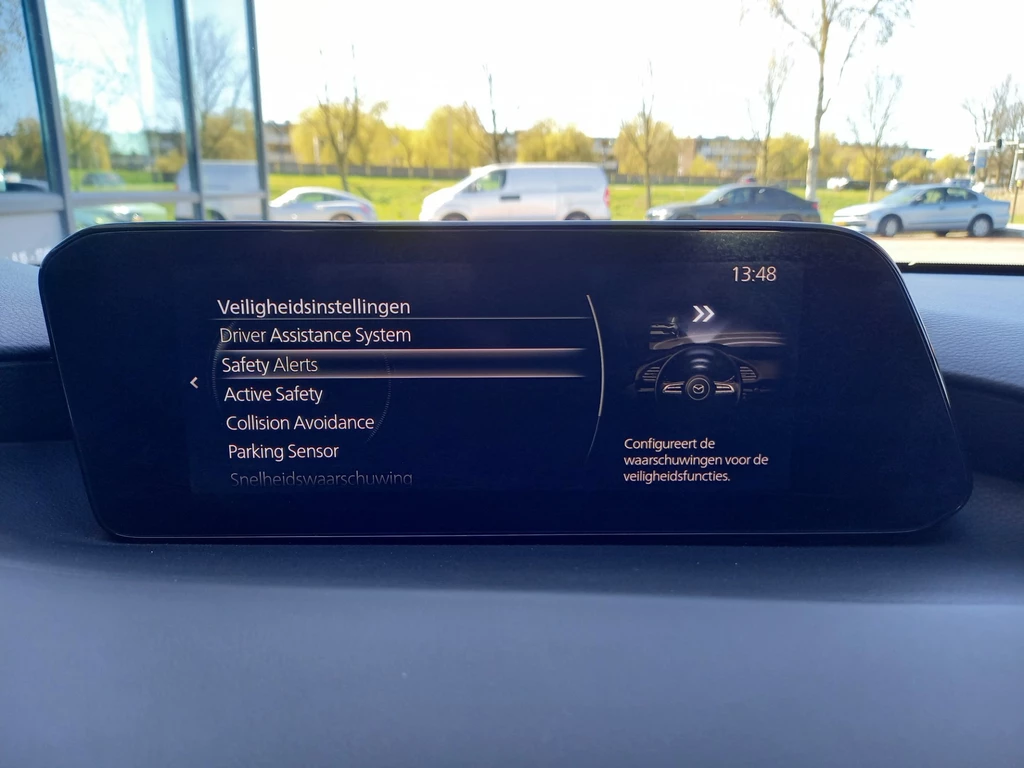 13:48
Veiligheidsinstellingen
Driver Assistance System
Safety Alerts
Active Safety
Collision Avoidance
Parking Sensor
Snelheidswaarschuwing
Configureert de
waarschuwingen voor de
veiligheidsfuncties.